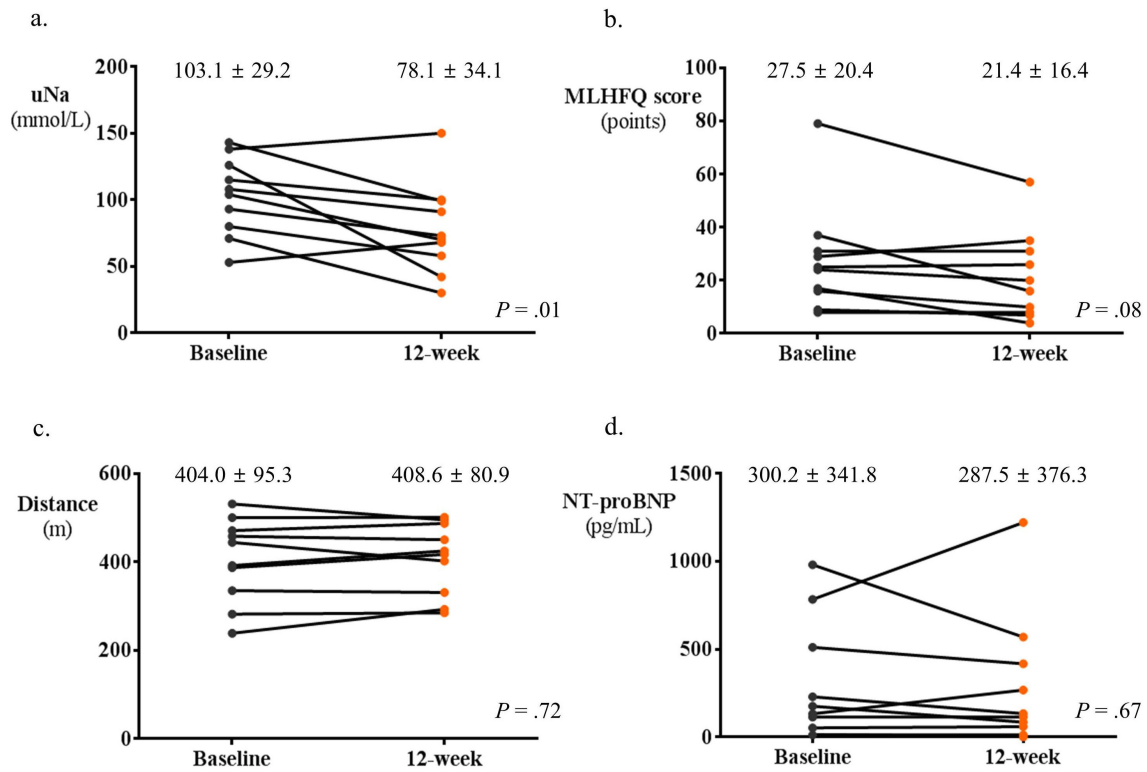 a.
103.1 ± 29.2 78.1 ± 34.1
uNa
(mmol/L)
200
150
100
50
0
P = .01
Baseline 12-week
b.
27.5 ± 20.4 21.4 ± 16.4
MLHFQ score
(points)
100
80
60
40
20
0
P = .08
Baseline 12-week
c.
404.0 ± 95.3 408.6 ± 80.9
Distance
(m)
600
400
200
0
P = .72
Baseline 12-week
d.
300.2 ± 341.8 287.5 ± 376.3
NT-proBNP
(pg/mL)
1500
1000
500
0
P = .67
Baseline 12-week